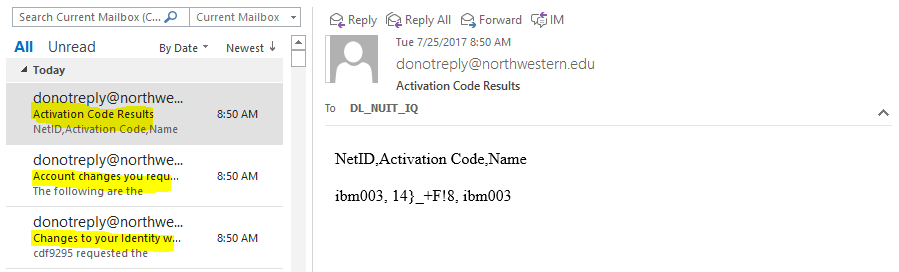 Search Current Mailbox (C...
Current Mailbox
All Unread By Date Newest
Today
donotreply@northwe...
Activation Code Results 8:50 AM
NetID,Activation Code,Name
donotreply@northwe...
Account changes you requ... 8:50 AM
The following are the
donotreply@northwe...
Changes to your Identity w... 8:50 AM
cdf9295 requested the
Reply Reply All Forward IM
Tue 7/25/2017 8:50 AM
donotreply@northwestern.edu
Activation Code Results
To DL_NUIT_IQ
NetID,Activation Code,Name
ibm003, 14}_+F!8, ibm003